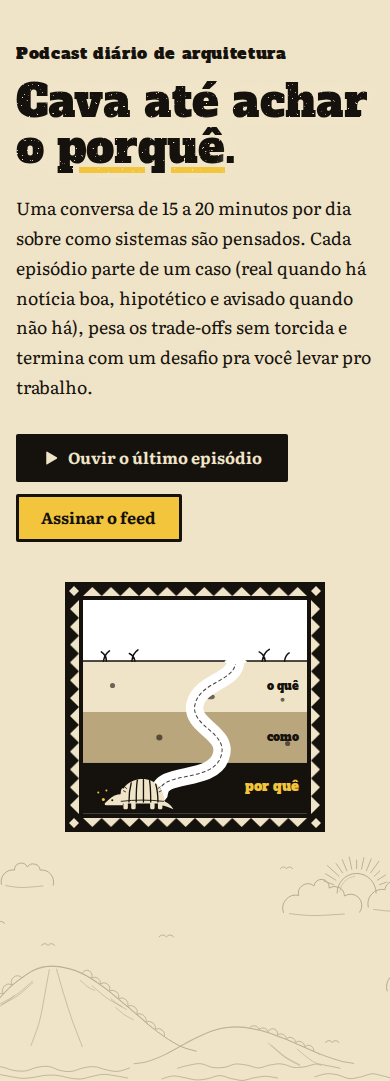 Podcast diário de arquitetura
Cava até achar
o porquê.
Uma conversa de 15 a 20 minutos por dia
sobre como sistemas são pensados. Cada
episódio parte de um caso (real quando há
notícia boa, hipotético e avisado quando
não há), pesa os trade-offs sem torcida e
termina com um desafio pra você levar pro
trabalho.
Ouvir o último episódio
Assinar o feed
o quê
como
por quê